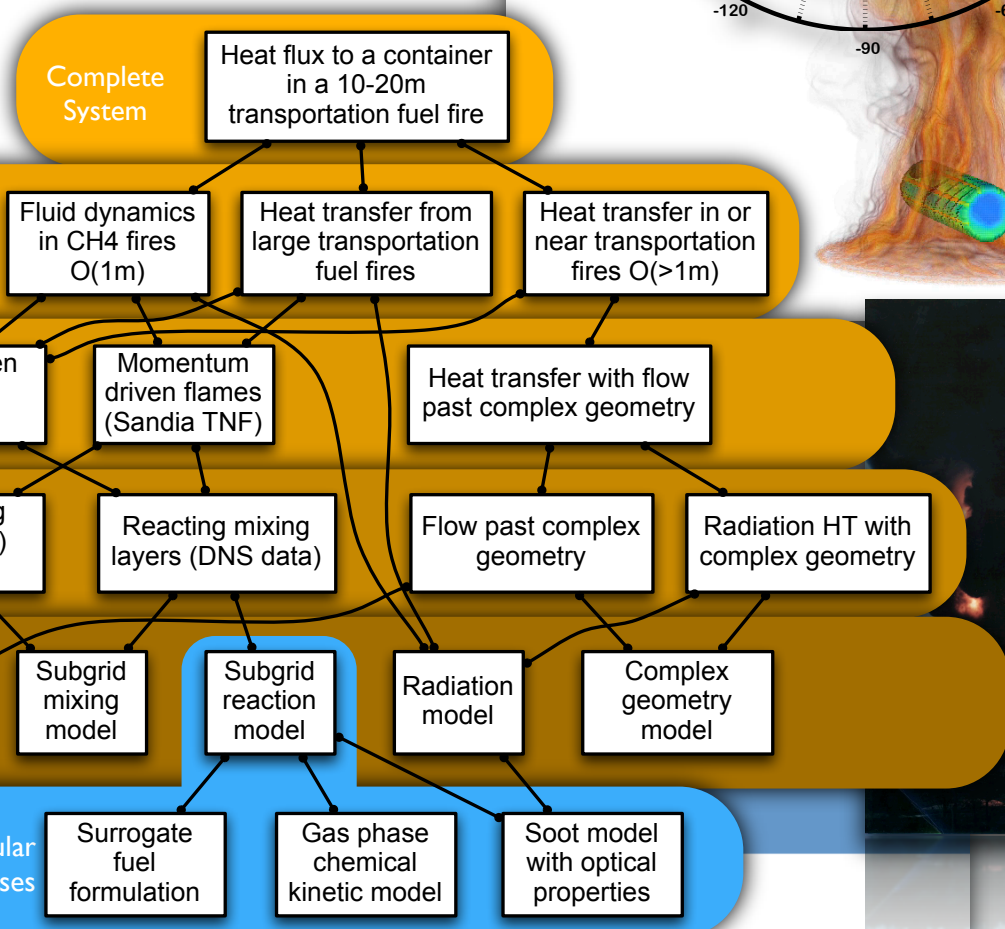 -120
-90
Complete
System
Heat flux to a container
in a 10-20m
transportation fuel fire
Fluid dynamics
in CH4 fires
O(1m)
Heat transfer from
large transportation
fuel fires
Heat transfer in or
near transportation
fires O(>1m)
Momentum
driven flames
(Sandia TNF)
Heat transfer with flow
past complex geometry
Reacting mixing
layers (DNS data)
Flow past complex
geometry
Radiation HT with
complex geometry
Subgrid
mixing
model
Subgrid
reaction
model
Radiation
model
Complex
geometry
model
Surrogate
fuel
formulation
Gas phase
chemical
kinetic model
Soot model
with optical
properties